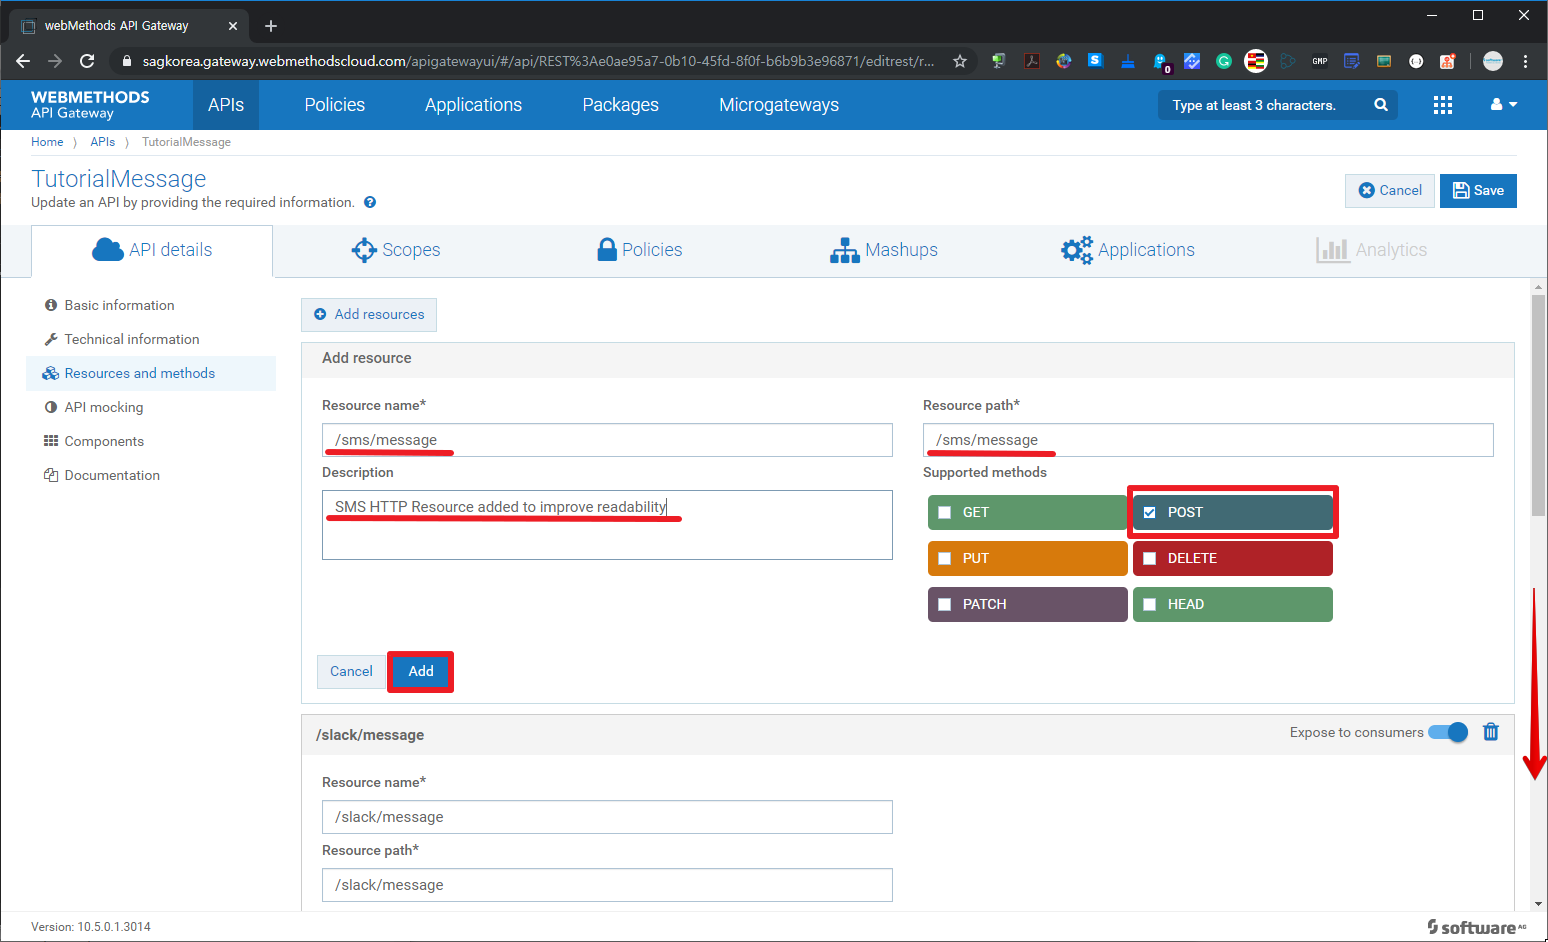 webMethods API Gateway
sagkorea.gateway.webmethodscloud.com/apigatewayui/#/api/REST%3Ae0ae95a7-0b10-45fd-8f0f-b6b9b3e96871/editrest/r...
S
0
G
GMP
WEBMETHODS
API Gateway
APIs
Policies
Applications
Packages
Microgateways
Type at least 3 characters.
Home
APIs
TutorialMessage
TutorialMessage
Update an API by providing the required information.
Cancel
Save
API details
Scopes
Policies
Mashups
Applications
Analytics
Basic information
Technical information
Resources and methods
API mocking
Components
Documentation
Add resources
Add resource
Resource name*
Resource path*
/sms/message
/sms/message
Description
Supported methods
SMS HTTP Resource added to improve readability
GET
POST
PUT
DELETE
PATCH
HEAD
Cancel
Add
/slack/message
Expose to consumers
Resource name*
/slack/message
Resource path*
/slack/message
Version: 10.5.0.1.3014
software AG